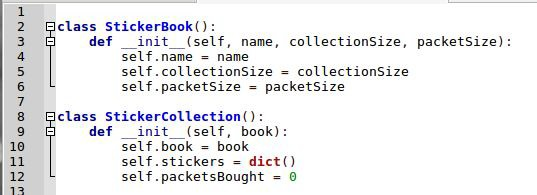 1
2 class StickerBook():
3     def __init__(self, name, collectionSize, packetSize):
4         self.name = name
5         self.collectionSize = collectionSize
6         self.packetSize = packetSize
7
8 class StickerCollection():
9     def __init__(self, book):
10         self.book = book
11         self.stickers = dict()
12         self.packetsBought = 0
13